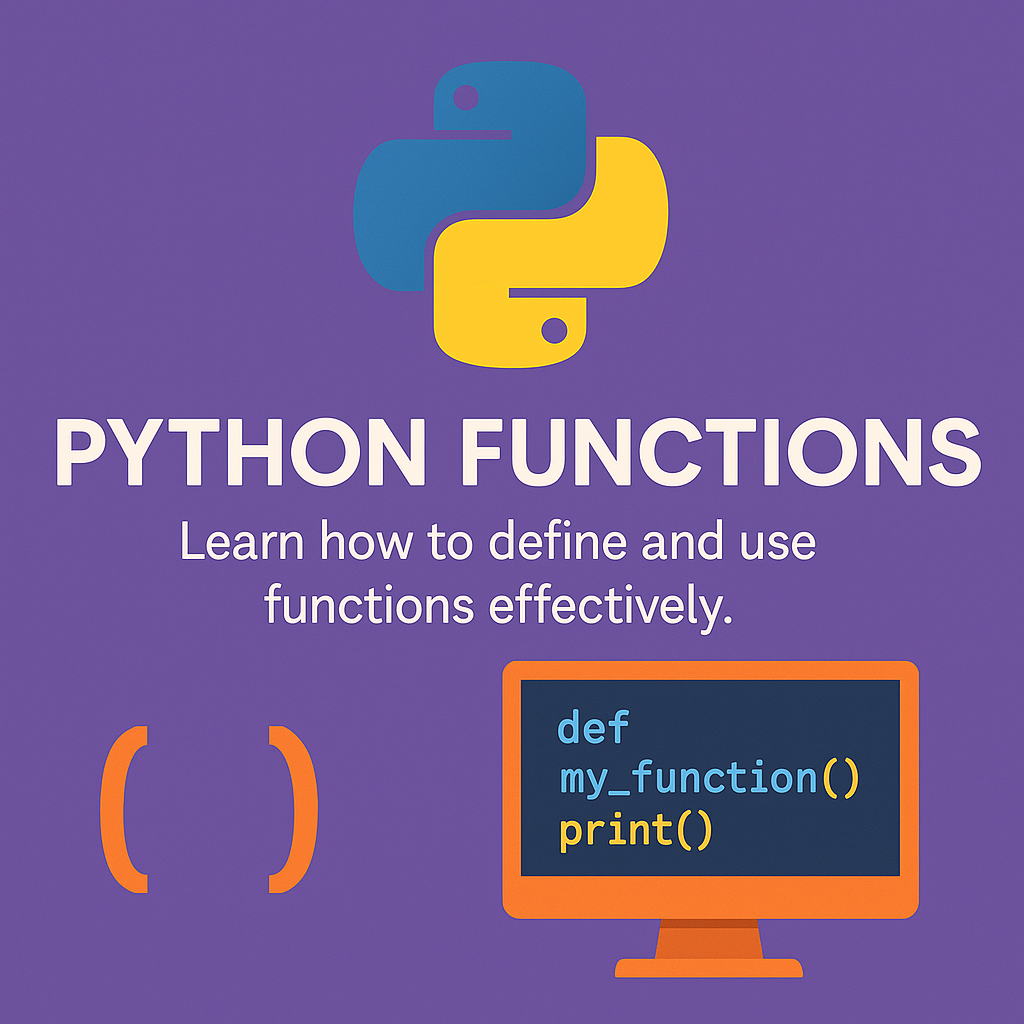 PYTHON FUNCTIONS
Learn how to define and use
functions effectively.
( )
def
my_function()
print()